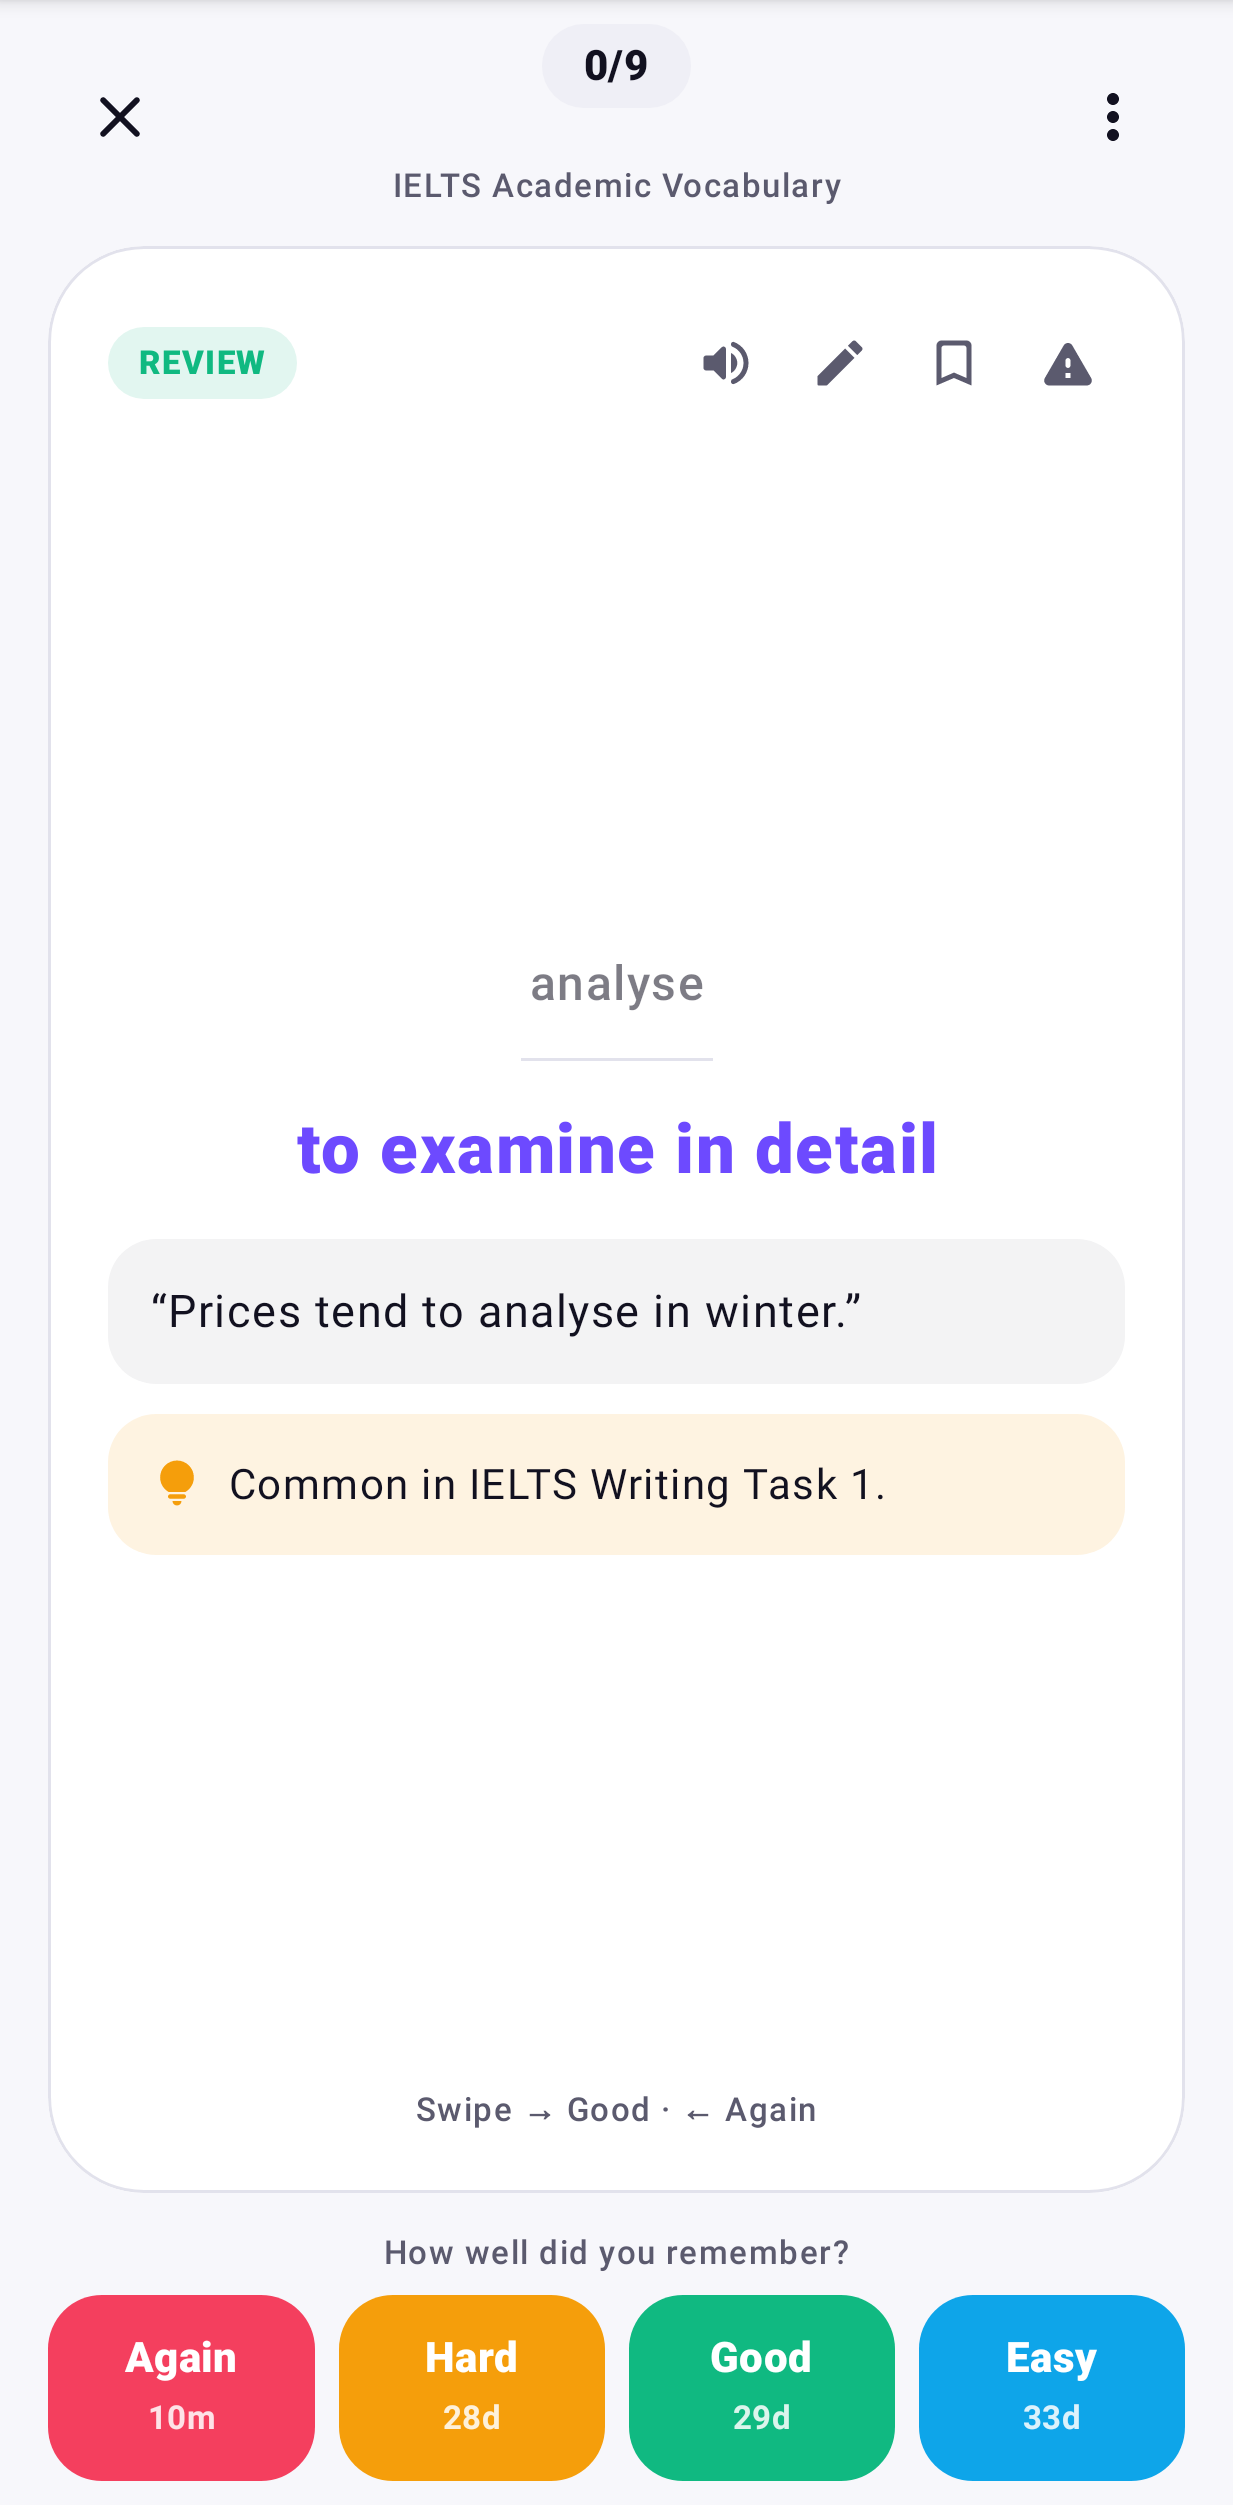 0/9
IELTS Academic Vocabulary
REVIEW
analyse
to examine in detail
“Prices tend to analyse in winter.”
Common in IELTS Writing Task 1.
Swipe → Good · ← Again
How well did you remember?
Again Hard Good Easy
10m 28d 29d 33d